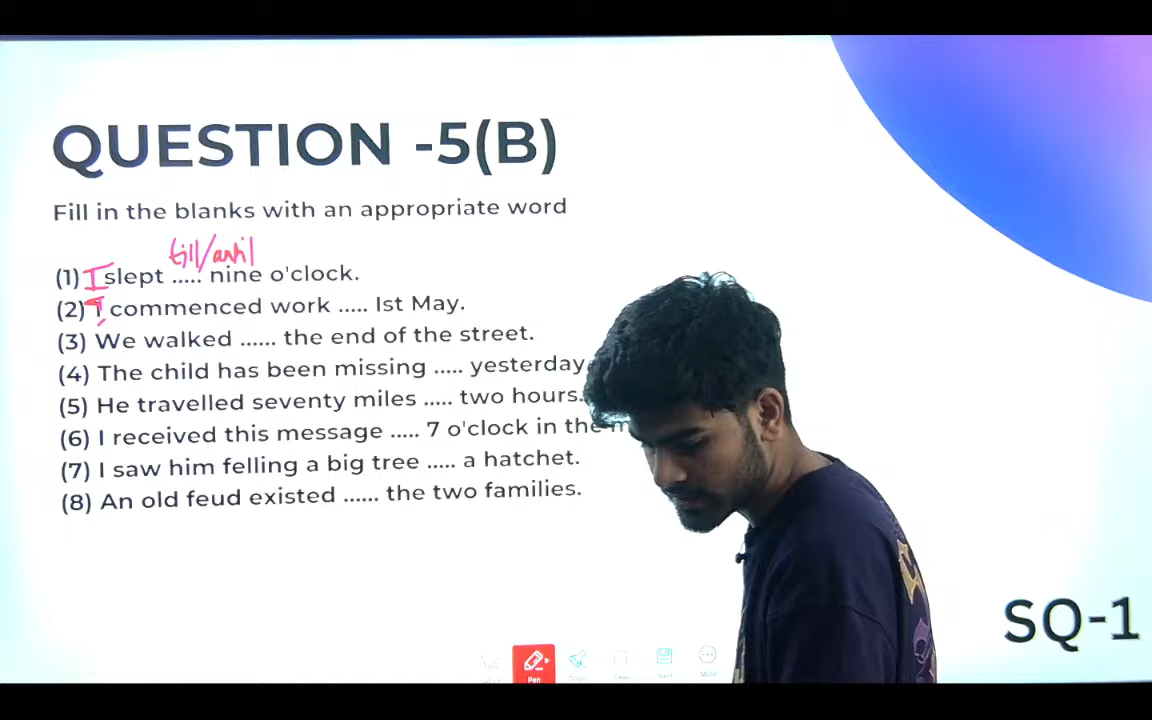 QUESTION -5(B)
Fill in the blanks with an appropriate word
till/
(1) I slept ..... nine o'clock.
(2) I commenced work ..... Ist May.
(3) We walked ...... the end of the street.
(4) The child has been missing ..... yesterday
(5) He travelled seventy miles ..... two hours.
(6) I received this message ..... 7 o'clock in the m
(7) I saw him felling a big tree ..... a hatchet.
(8) An old feud existed ...... the two families.
SQ-1
Pen